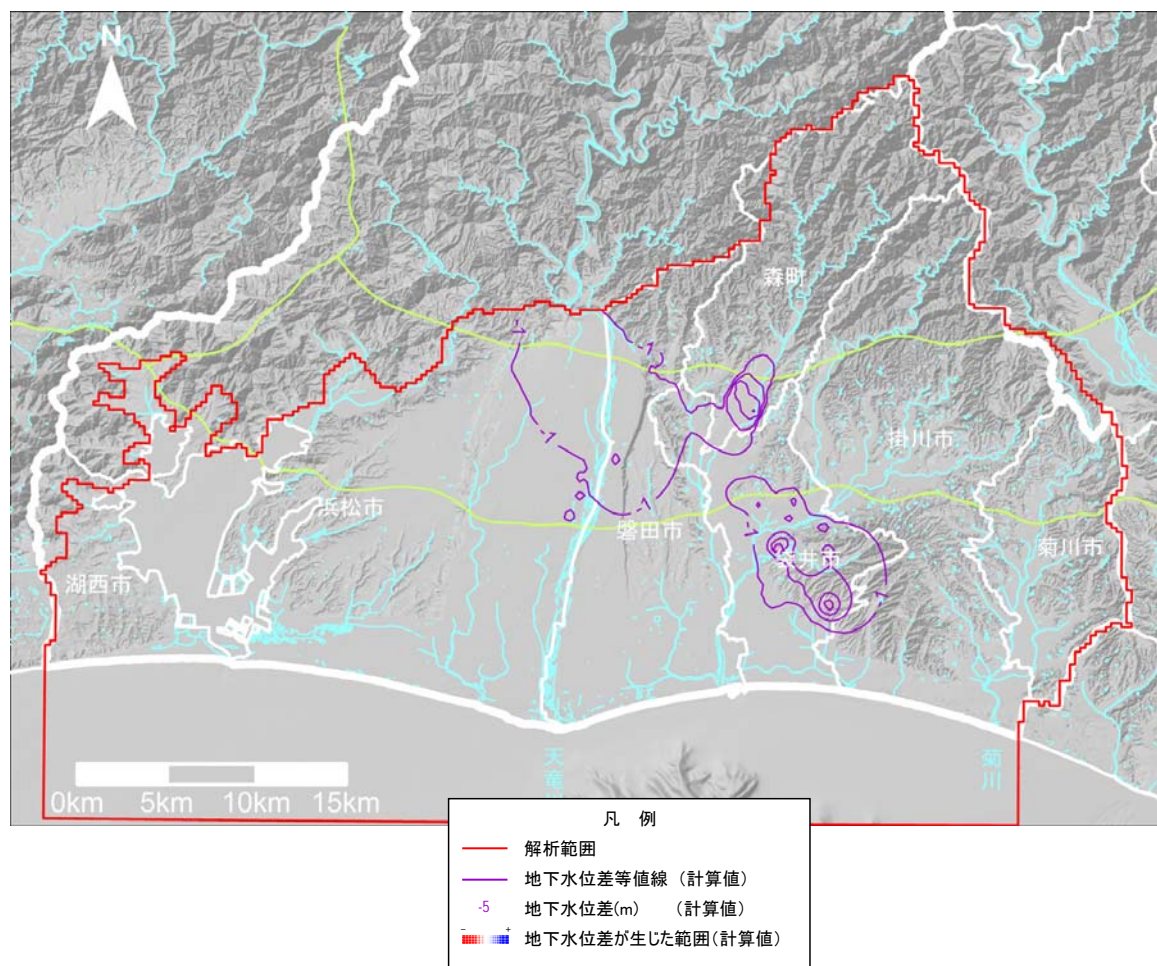 N
森町
-1
-1
-1
掛川市
浜松市
-1
磐田市
-1
井市
菊川市
湖西市
-1
天竜
菊川
0km 5km 10km 15km
凡 例
解析範囲
地下水位差等値線 (計算値)
-5 地下水位差(m) (計算値)
- + 地下水位差が生じた範囲(計算値)